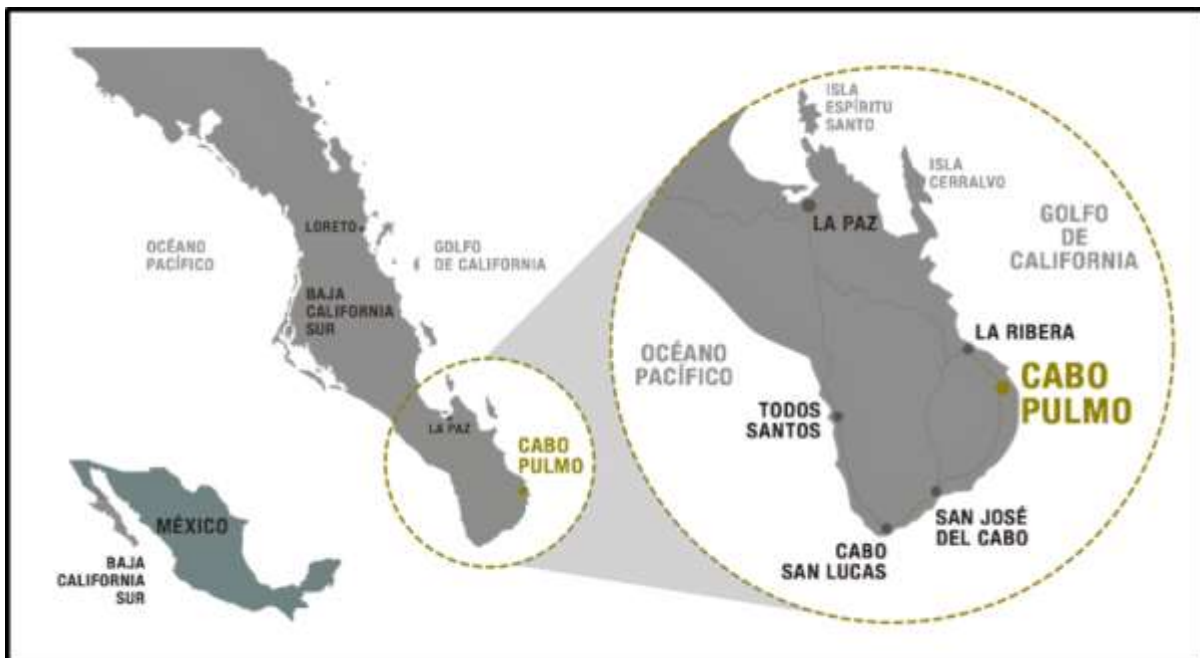 LORETO
OCÉANO
PACÍFICO
GOLFO
DE CALIFORNIA
BAJA
CALIFORNIA
SUR
LA PAZ
CABO
PULMO
MÉXICO
BAJA
CALIFORNIA
SUR
ISLA
ESPÍRITU
SANTO
ISLA
CERRALVO
LA PAZ
GOLFO
DE
CALIFORNIA
LA RIBERA
OCÉANO
PACÍFICO
CABO
PULMO
TODOS
SANTOS
SAN JOSÉ
DEL CABO
CABO
SAN LUCAS